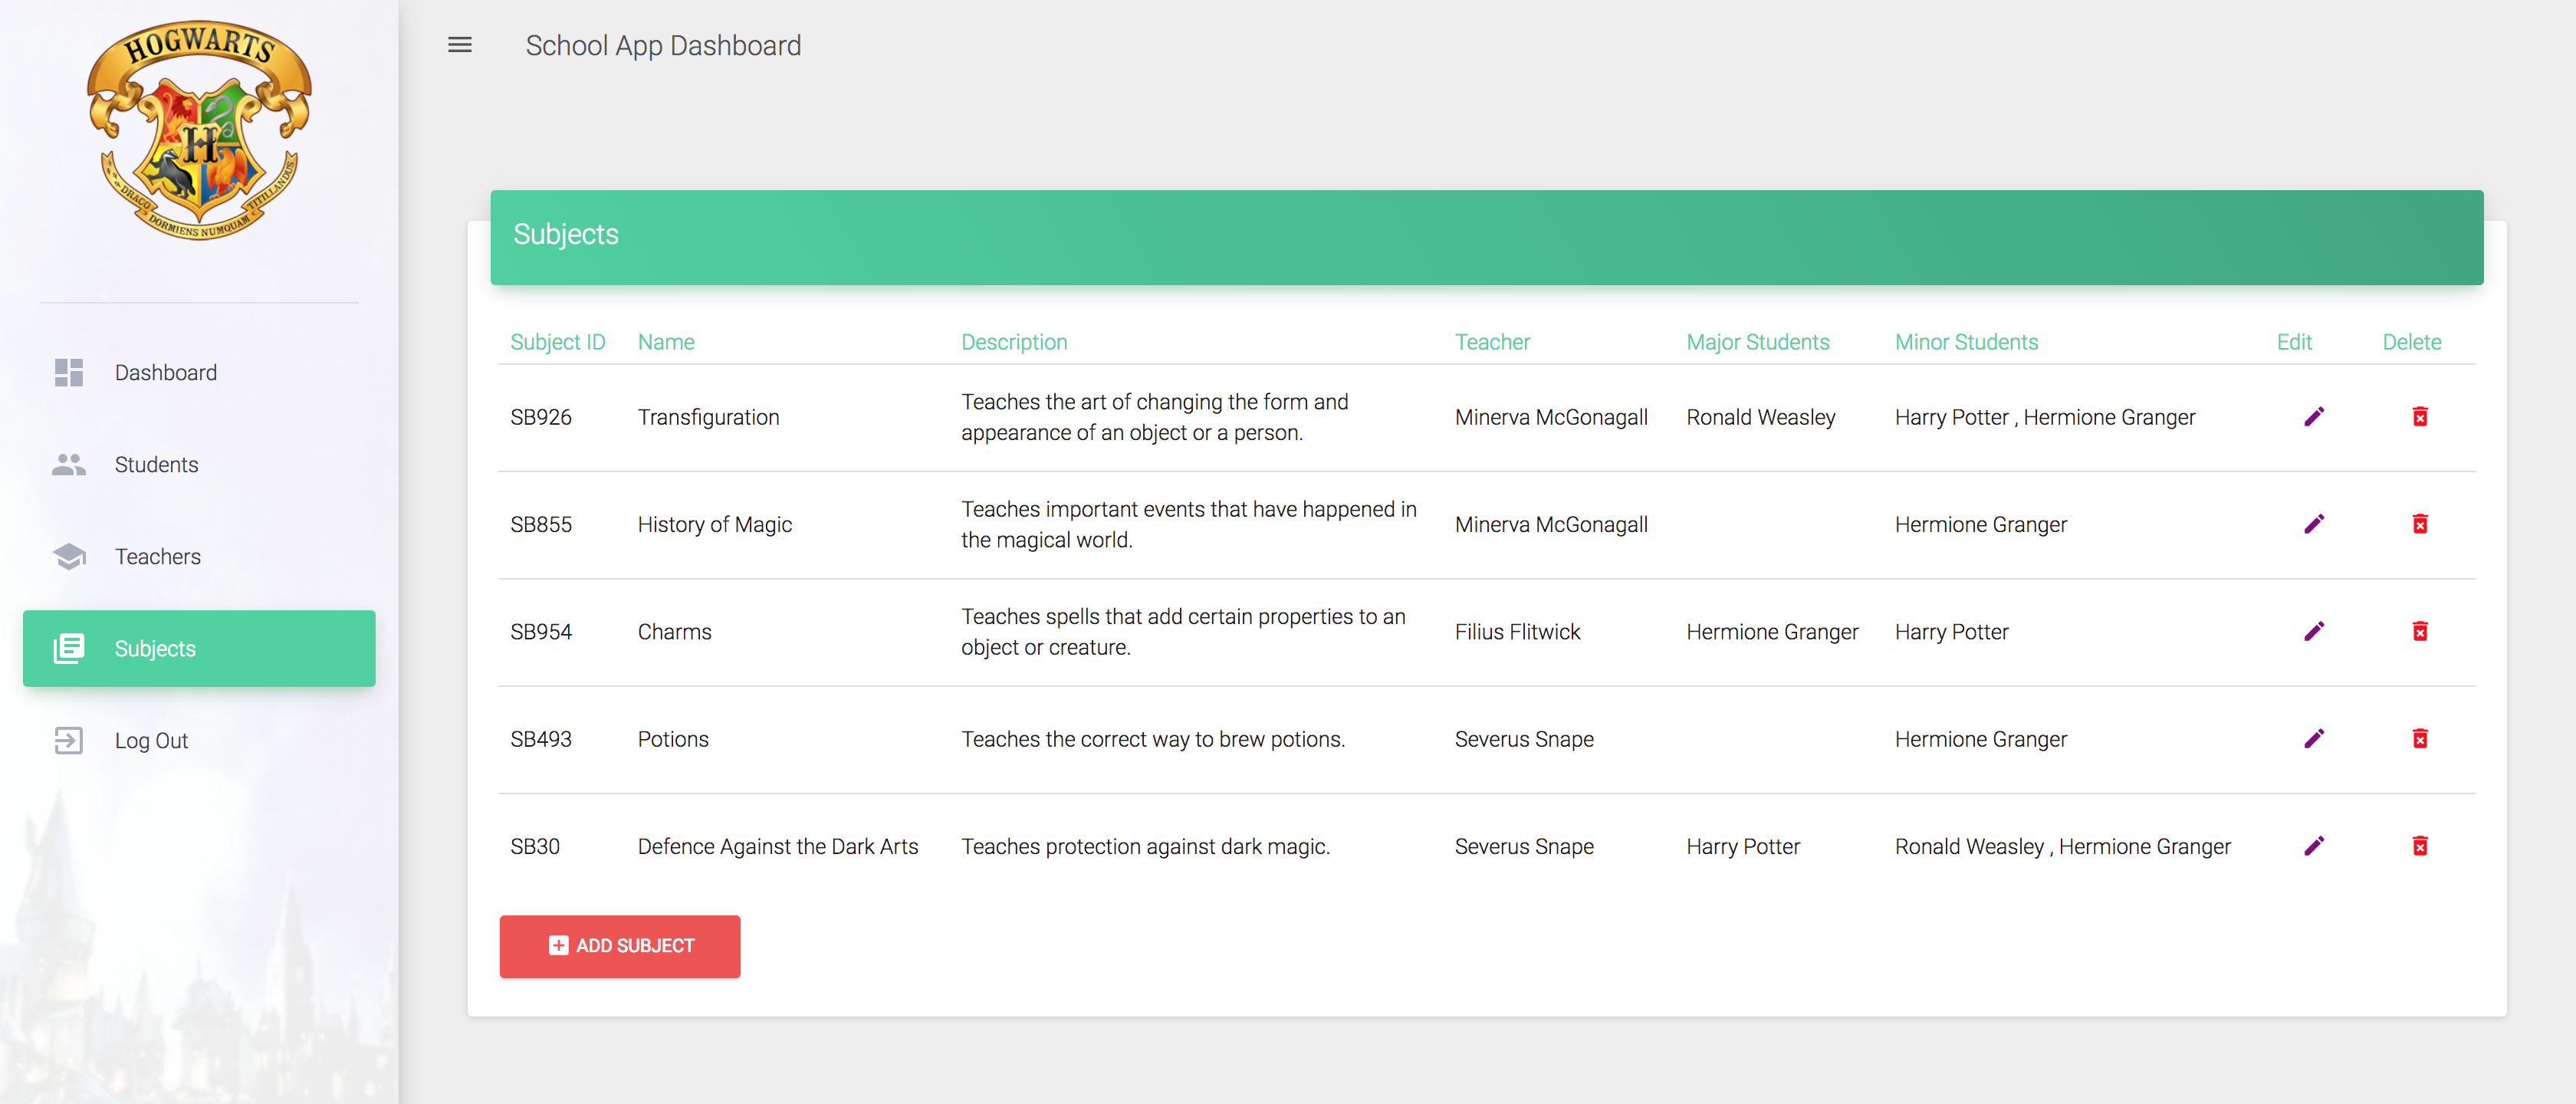 HOGWARTS
H
DRACO DORMIENS NUMQUAM TITILLANDUS
Dashboard
Students
Teachers
Subjects
Log Out
School App Dashboard
Subjects
Subject ID Name Description Teacher Major Students Minor Students Edit Delete
SB926 Transfiguration Teaches the art of changing the form and
appearance of an object or a person. Minerva McGonagall Ronald Weasley Harry Potter , Hermione Granger
SB855 History of Magic Teaches important events that have happened in
the magical world. Minerva McGonagall Hermione Granger
SB954 Charms Teaches spells that add certain properties to an
object or creature. Filius Flitwick Hermione Granger Harry Potter
SB493 Potions Teaches the correct way to brew potions. Severus Snape Hermione Granger
SB30 Defence Against the Dark Arts Teaches protection against dark magic. Severus Snape Harry Potter Ronald Weasley , Hermione Granger
ADD SUBJECT